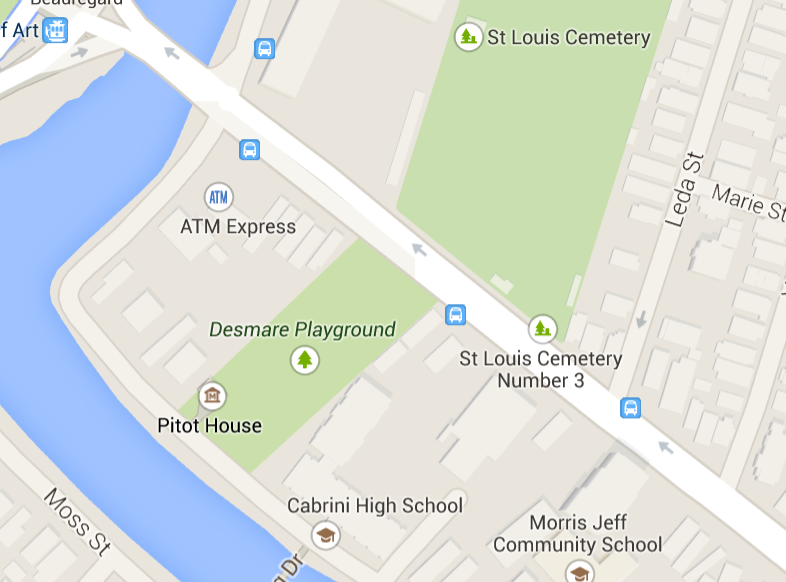 Beauregard
f Art
St Louis Cemetery
Leda St
Marie St
ATM
ATM Express
Desmare Playground
St Louis Cemetery
Number 3
Pitot House
Cabrini High School
Moss St
Morris Jeff
Community School
g Dr